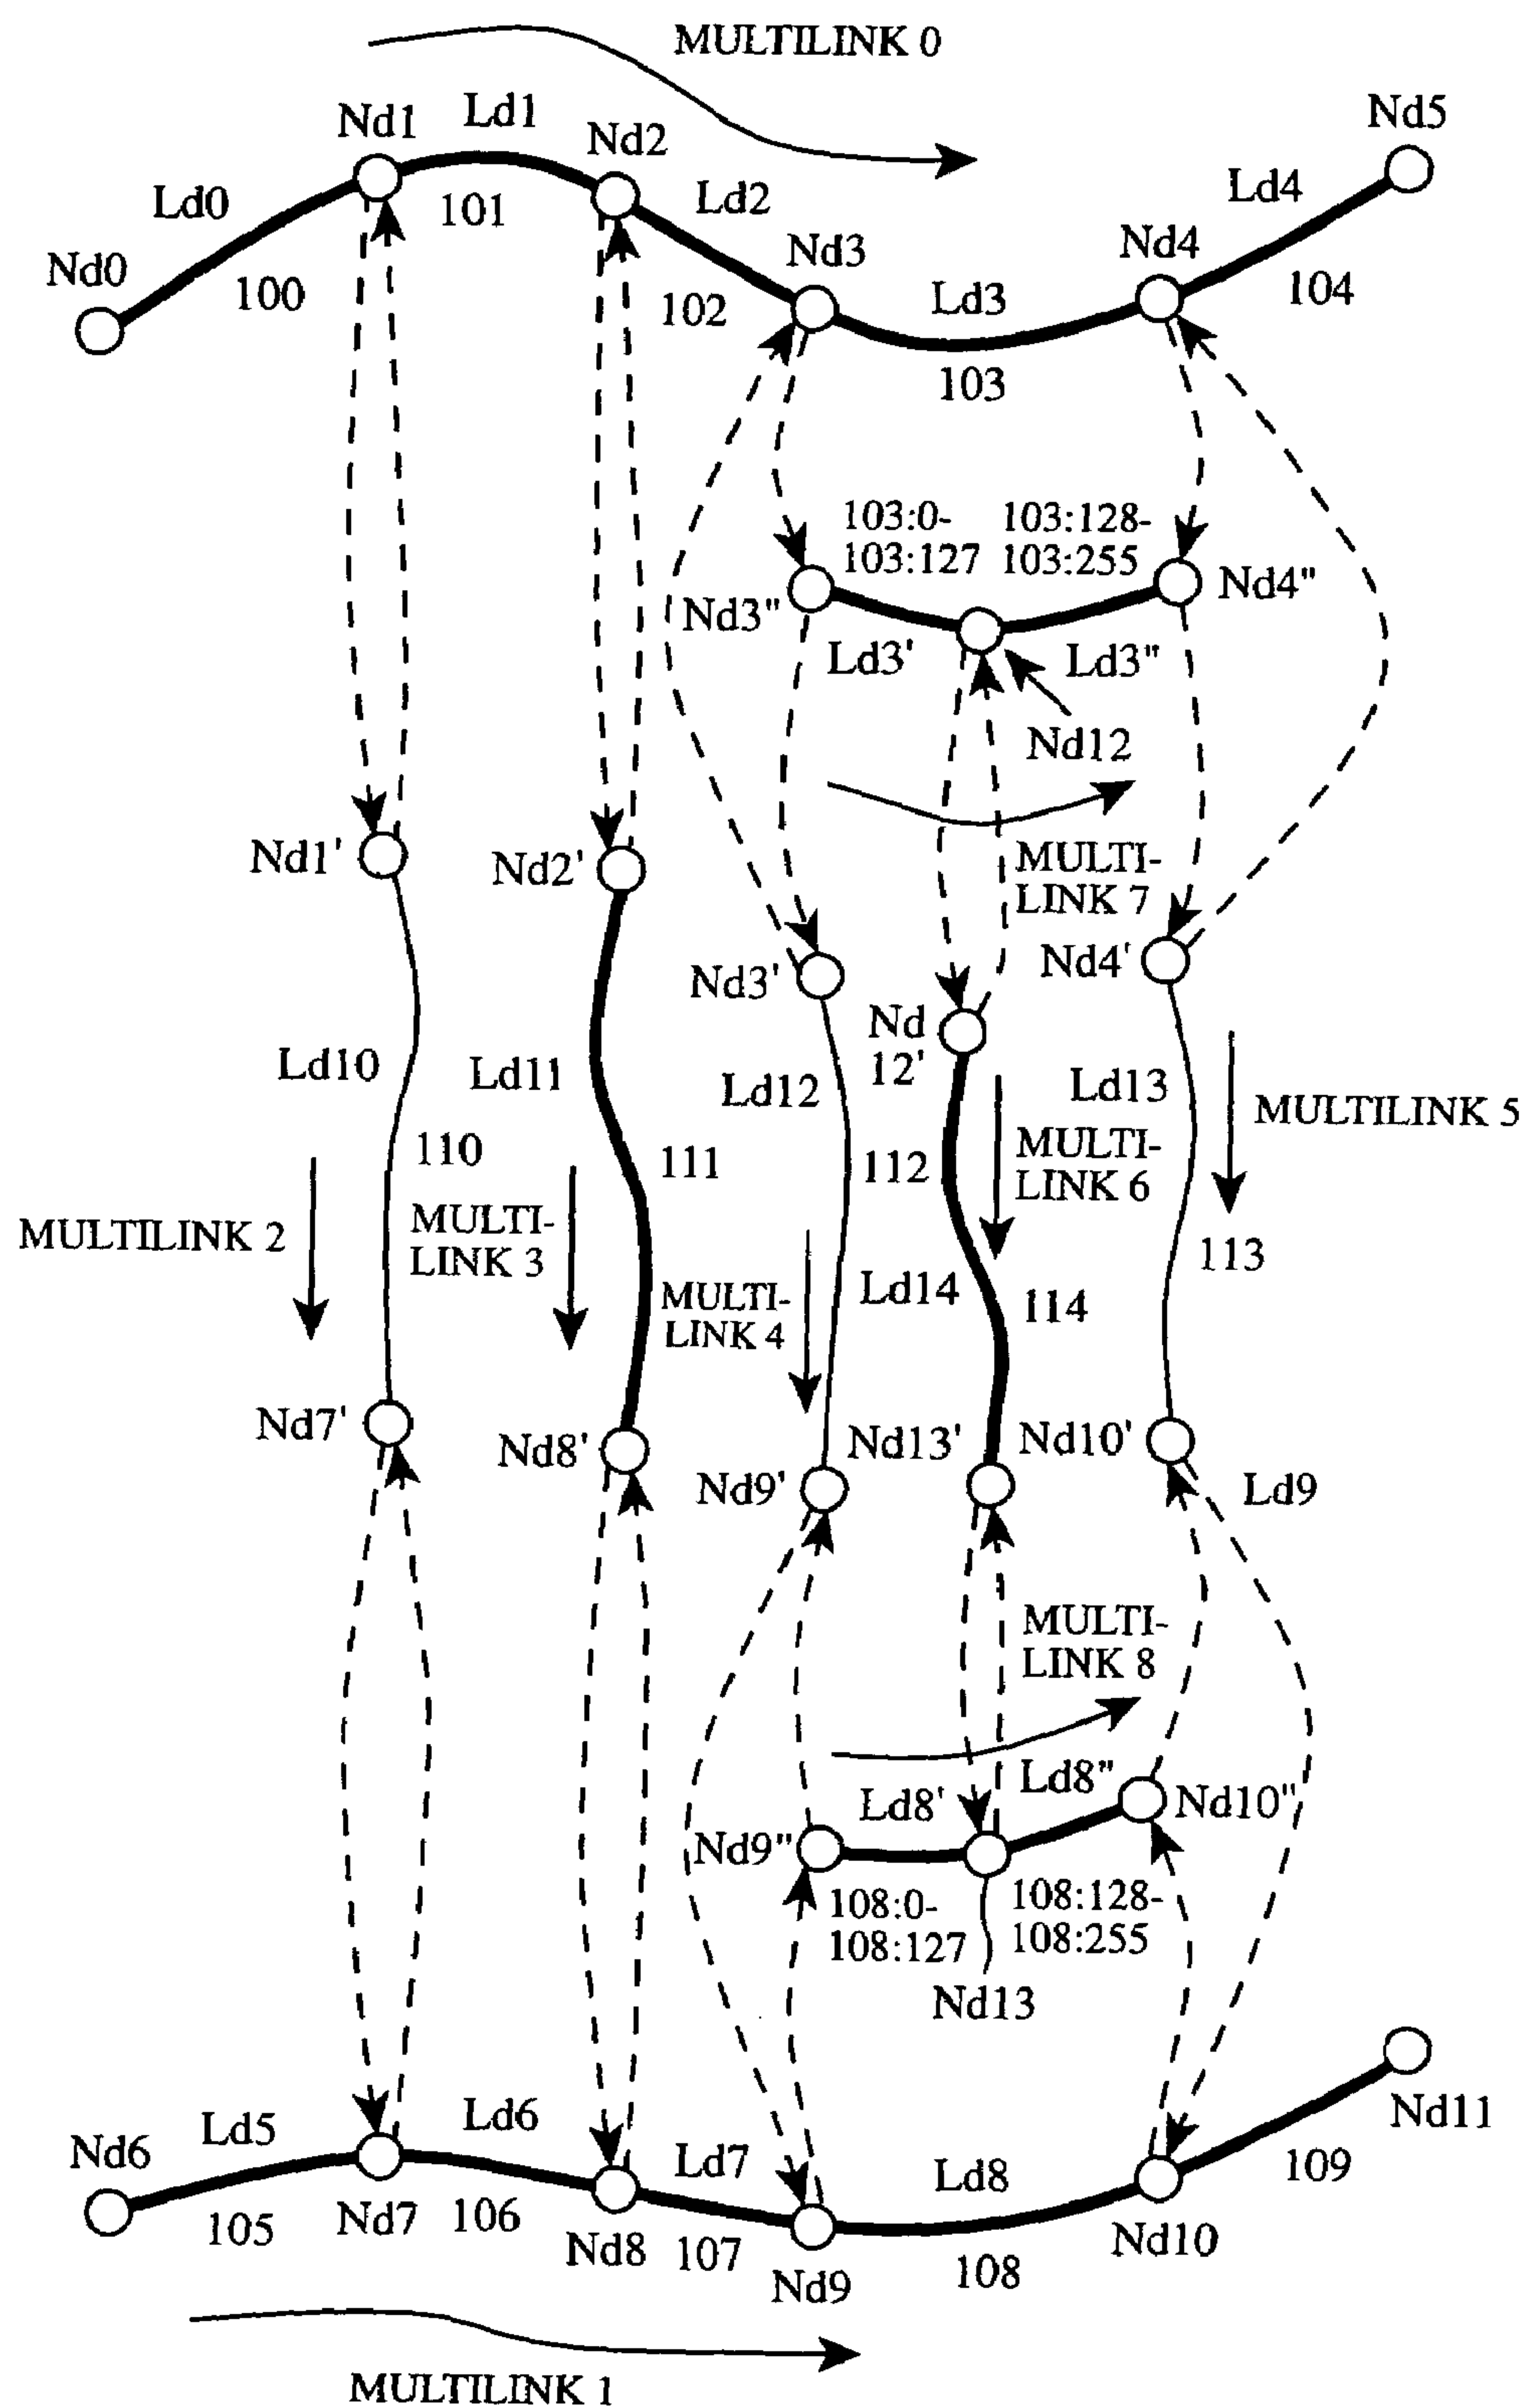 MULTILINK 0
Nd1
Ld1
Nd2
Nd5
Ld0
101
Ld2
Ld4
Nd0
100
102
Nd3
Ld3
Nd4
104
103
103:0-
103:127
103:128-
103:255
Nd3"
Nd4"
Ld3'
Ld3"
Nd12
Nd1'
Nd2'
MULTI-
LINK 7
Nd3'
Nd4'
Nd
12'
Ld10
Ld11
Ld12
Ld13
MULTILINK 5
110
111
112
MULTI-
LINK 6
MULTILINK 2
MULTI-
LINK 3
113
MULTI-
LINK 4
Ld14
114
Nd7'
Nd8'
Nd9'
Nd13'
Nd10'
Ld9
MULTI-
LINK 8
Ld8'
Ld8"
Nd10"
Nd9"
108:0-
108:127
108:128-
108:255
Nd13
Nd6
Ld5
Ld6
Nd11
105
Nd7
106
Ld7
Ld8
109
Nd8
107
Nd9
108
Nd10
MULTILINK 1